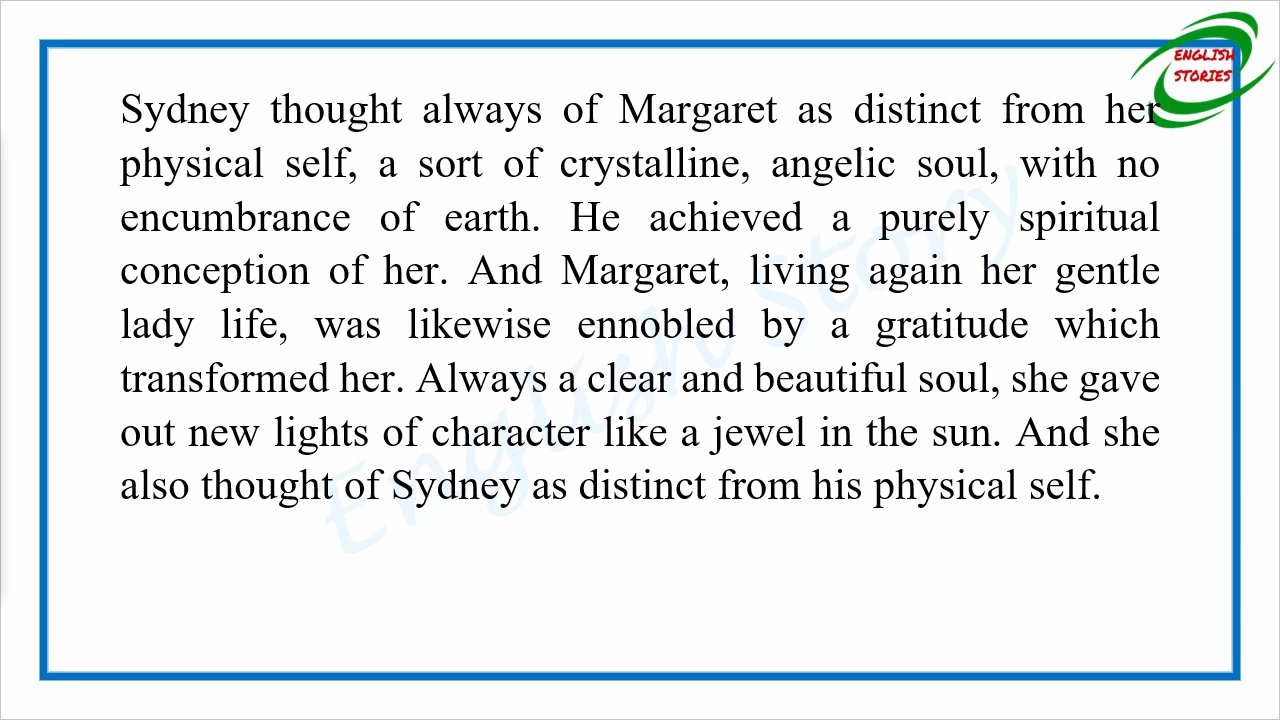 ENGLISH
STORIES
Sydney thought always of Margaret as distinct from her
physical self, a sort of crystalline, angelic soul, with no
encumbrance of earth. He achieved a purely spiritual
conception of her. And Margaret, living again her gentle
lady life, was likewise ennobled by a gratitude which
transformed her. Always a clear and beautiful soul, she gave
out new lights of character like a jewel in the sun. And she
also thought of Sydney as distinct from his physical self.
English Story